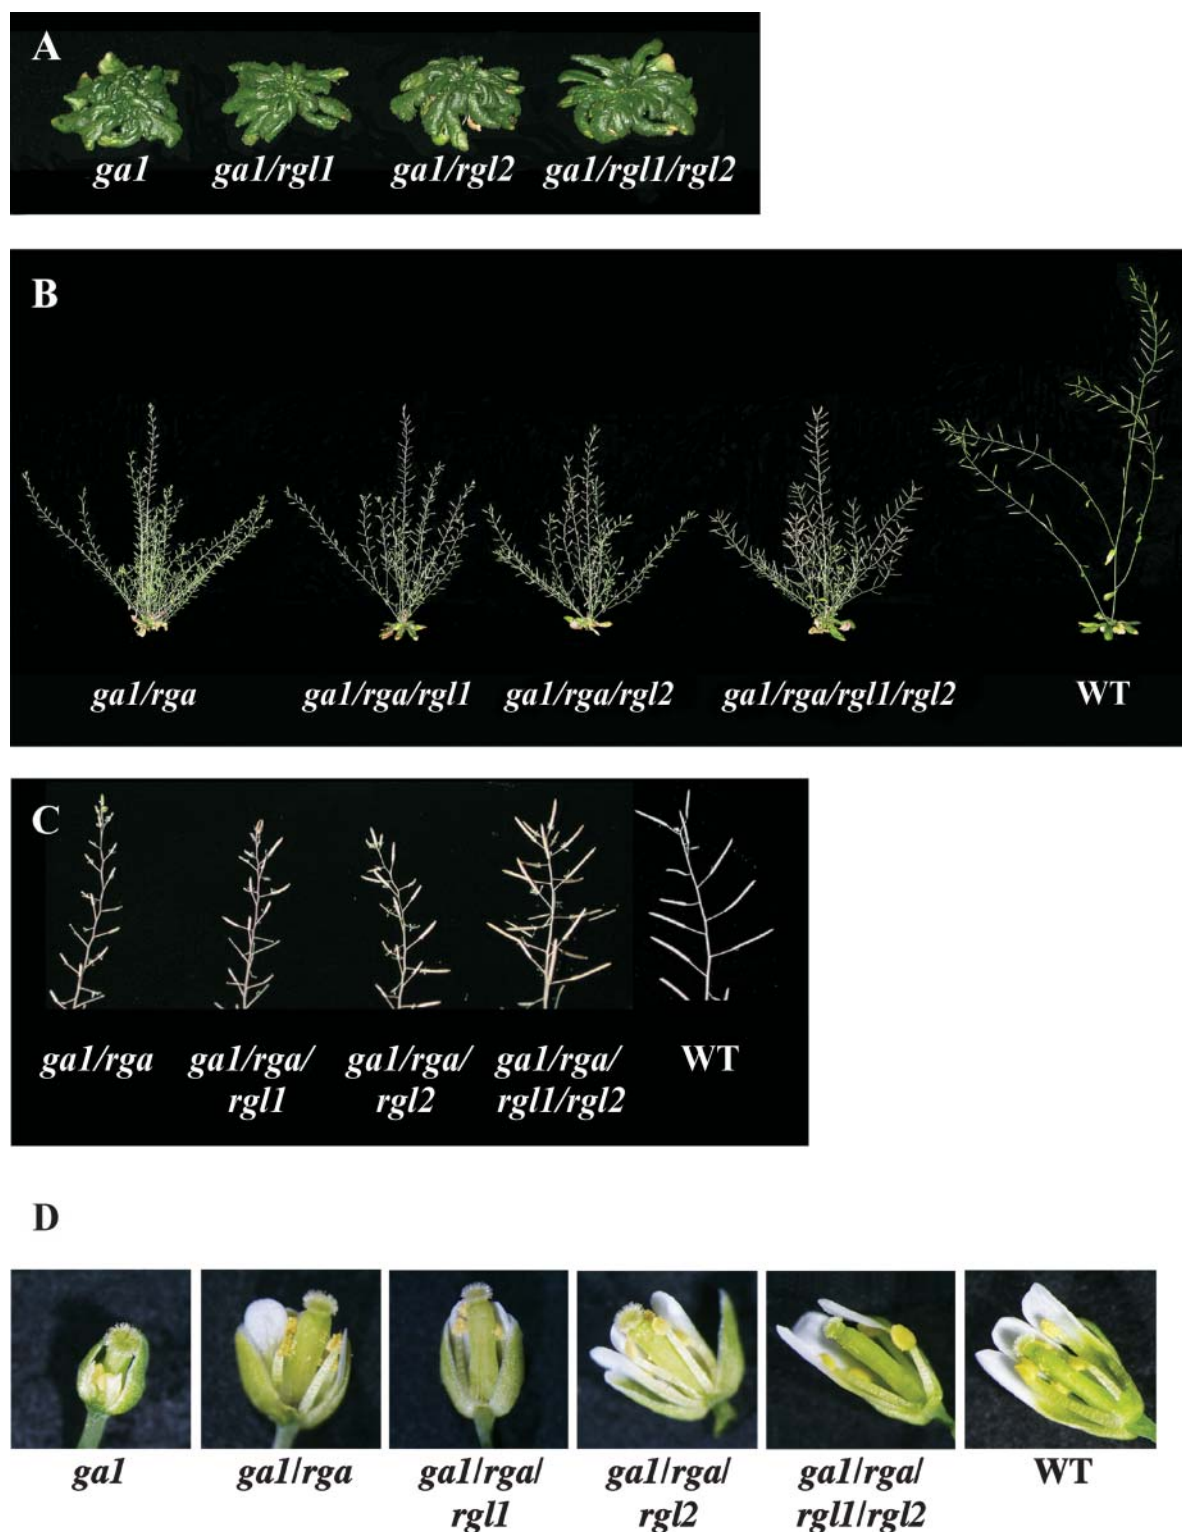 A
ga1 ga1/rgl1 ga1/rgl2 ga1/rgl1/rgl2
B
ga1/rga ga1/rga/rgl1 ga1/rga/rgl2 ga1/rga/rgl1/rgl2 WT
C
ga1/rga ga1/rga/ ga1/rga/ ga1/rga/ WT
rgl1 rgl2 rgl1/rgl2
D
ga1 ga1/rga ga1/rga/ ga1/rga/ ga1/rga/ WT
rgl1 rgl2 rgl1/rgl2